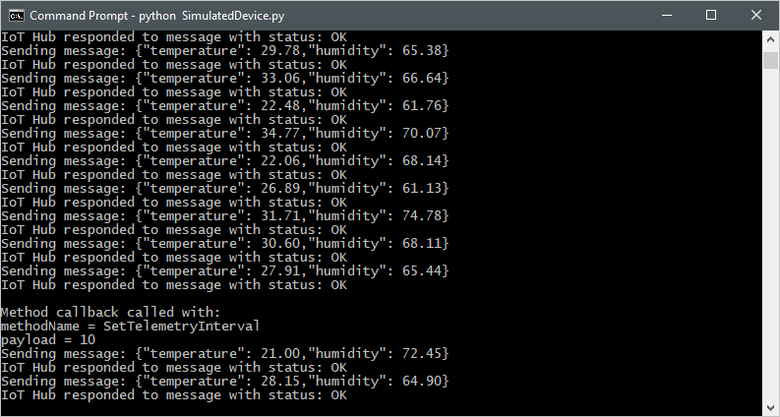 Command Prompt - python  SimulatedDevice.py
IoT Hub responded to message with status: OK
Sending message: {"temperature": 29.78,"humidity": 65.38}
IoT Hub responded to message with status: OK
Sending message: {"temperature": 33.06,"humidity": 66.64}
IoT Hub responded to message with status: OK
Sending message: {"temperature": 22.48,"humidity": 61.76}
IoT Hub responded to message with status: OK
Sending message: {"temperature": 34.77,"humidity": 70.07}
IoT Hub responded to message with status: OK
Sending message: {"temperature": 22.06,"humidity": 68.14}
IoT Hub responded to message with status: OK
Sending message: {"temperature": 26.89,"humidity": 61.13}
IoT Hub responded to message with status: OK
Sending message: {"temperature": 31.71,"humidity": 74.78}
IoT Hub responded to message with status: OK
Sending message: {"temperature": 30.60,"humidity": 68.11}
IoT Hub responded to message with status: OK
Sending message: {"temperature": 27.91,"humidity": 65.44}
IoT Hub responded to message with status: OK
Method callback called with:
methodName = SetTelemetryInterval
payload = 10
Sending message: {"temperature": 21.00,"humidity": 72.45}
IoT Hub responded to message with status: OK
Sending message: {"temperature": 28.15,"humidity": 64.90}
IoT Hub responded to message with status: OK